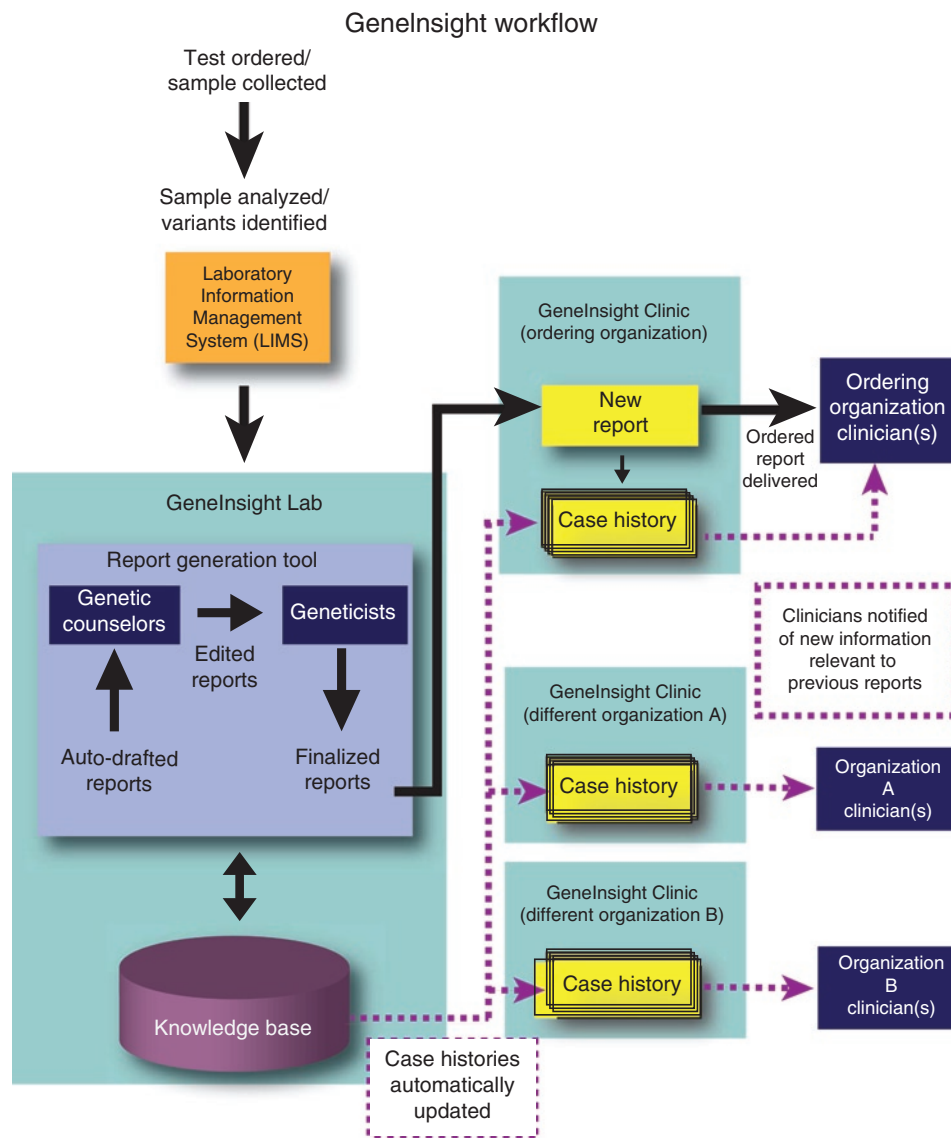 GeneInsight workflow
Test ordered/
sample collected
Sample analyzed/
variants identified
Laboratory
Information
Management
System (LIMS)
GeneInsight Lab
Report generation tool
Genetic
counselors
Edited
reports
Geneticists
Auto-drafted
reports
Finalized
reports
Knowledge base
GeneInsight Clinic
(ordering organization)
New
report
Case history
Ordered
report
delivered
Ordering
organization
clinician(s)
Clinicians notified
of new information
relevant to
previous reports
GeneInsight Clinic
(different organization A)
Case history
Organization
A
clinician(s)
GeneInsight Clinic
(different organization B)
Case history
Organization
B
clinician(s)
Case histories
automatically
updated